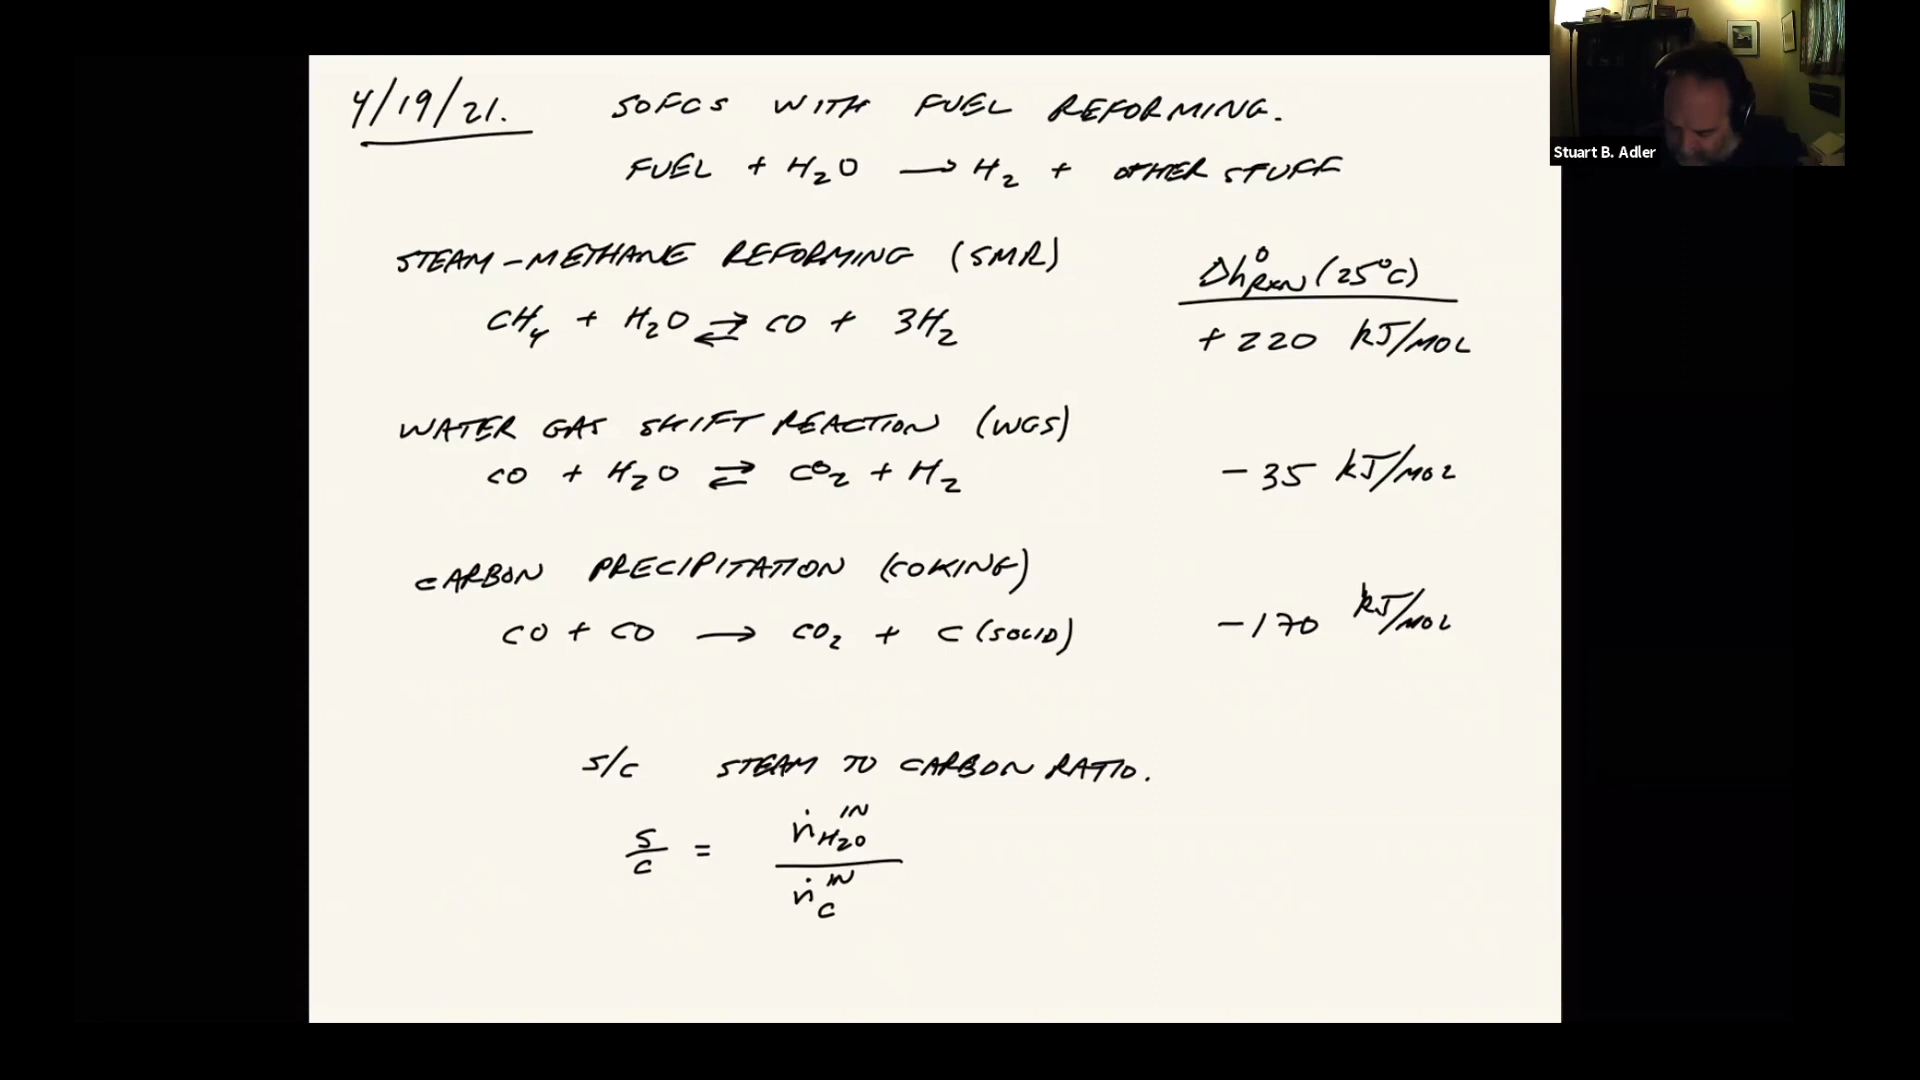 4/19/21. SOFCS WITH FUEL REFORMING.
FUEL + H2O → H2 + OTHER STUFF
Stuart B. Adler
STEAM-METHANE REFORMING (SMR)
Δh°RXN (25°C)
CH4 + H2O ⇌ CO + 3H2
+220 kJ/MOL
WATER GAS SHIFT REACTION (WGS)
CO + H2O ⇌ CO2 + H2
-35 kJ/MOL
CARBON PRECIPITATION (COKING)
CO + CO → CO2 + C (SOLID)
-170 kJ/MOL
S/C STEAM TO CARBON RATIO.
S/C = ṅH2O^IN / ṅC^IN